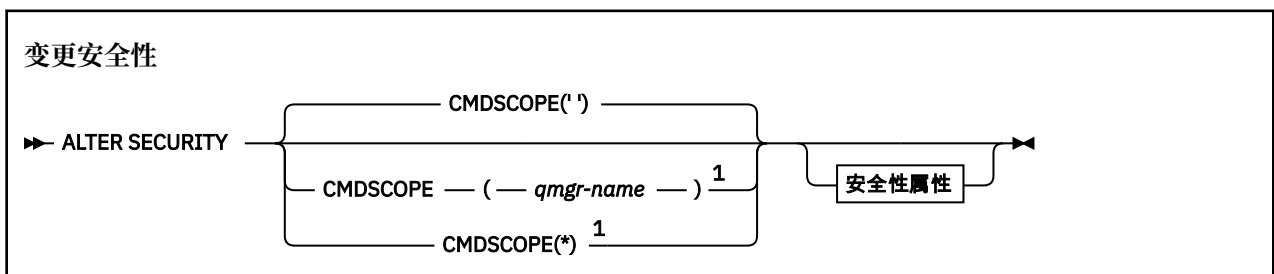 变更安全性
CMDSCOPE(' ')
ALTER SECURITY
CMDSCOPE ( qmgr-name ) 1
安全性属性
CMDSCOPE(*) 1